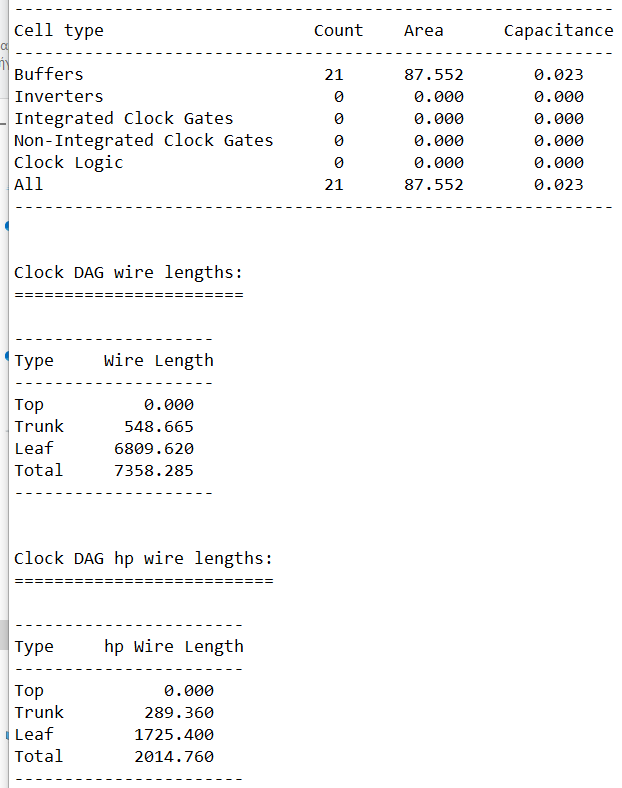 ------------------------------------------------------------
Cell type                     Count    Area      Capacitance
------------------------------------------------------------
Buffers                        21      87.552       0.023
Inverters                       0       0.000       0.000
Integrated Clock Gates          0       0.000       0.000
Non-Integrated Clock Gates      0       0.000       0.000
Clock Logic                     0       0.000       0.000
All                            21      87.552       0.023
------------------------------------------------------------
Clock DAG wire lengths:
=======================
--------------------
Type     Wire Length
--------------------
Top          0.000
Trunk      548.665
Leaf      6809.620
Total     7358.285
--------------------
Clock DAG hp wire lengths:
==========================
-----------------------
Type     hp Wire Length
-----------------------
Top            0.000
Trunk        289.360
Leaf        1725.400
Total       2014.760
-----------------------